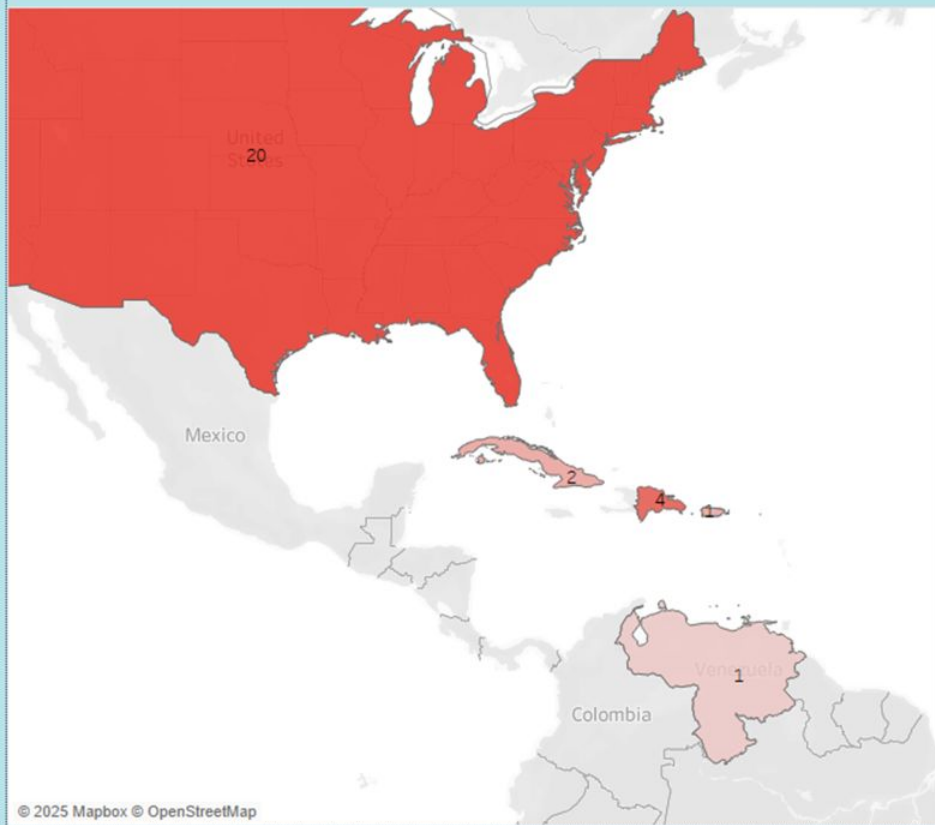 United
States
20
Mexico
2
4
1
Venezuela
1
Colombia
© 2025 Mapbox © OpenStreetMap